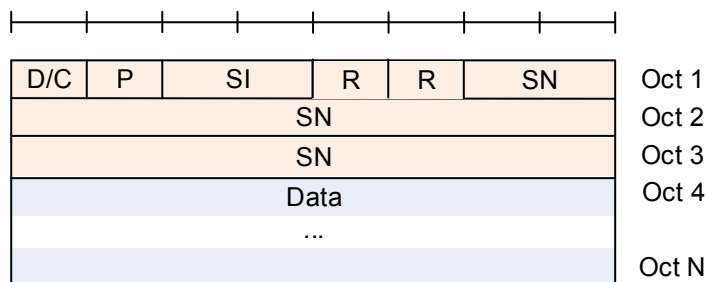 D/C P SI R R SN Oct 1
SN Oct 2
SN Oct 3
Data Oct 4
...
Oct N